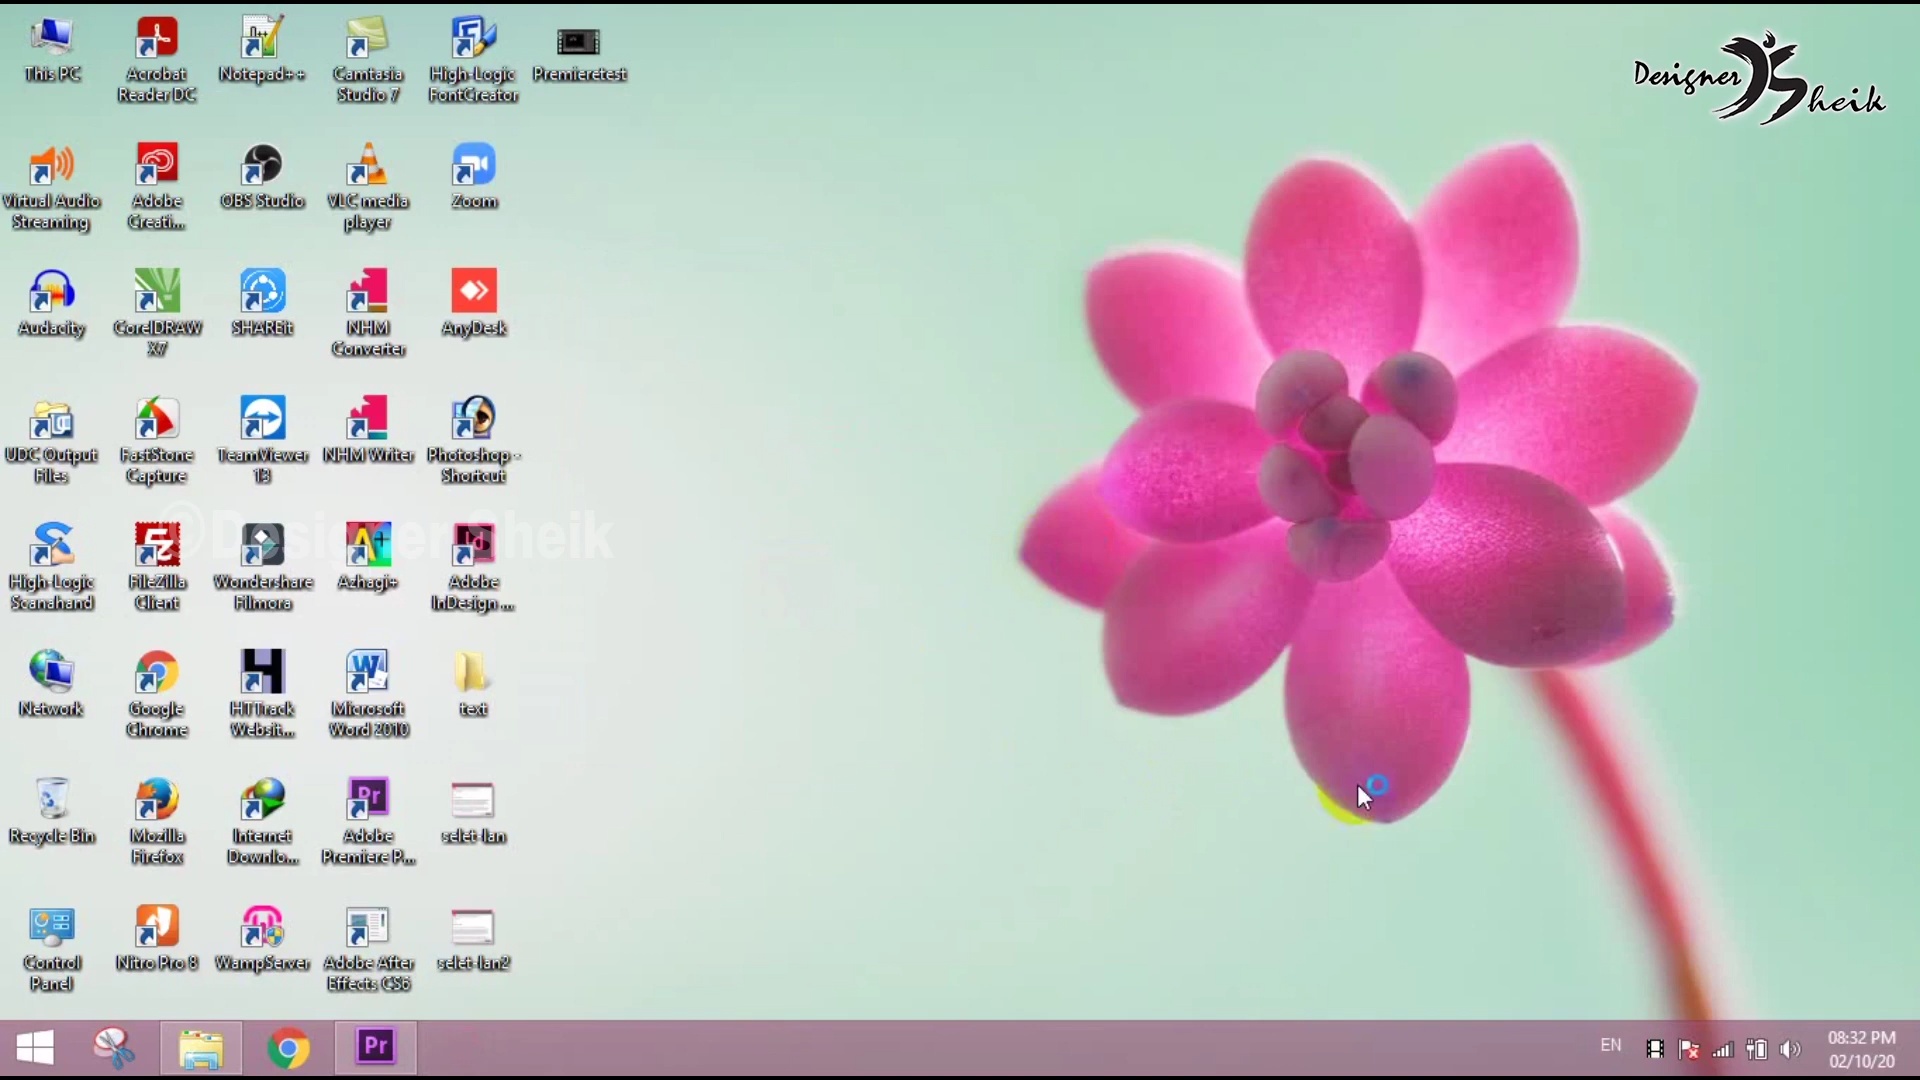 This PC
Acrobat
Reader DC
Notepad++
Camtasia
Studio 7
High-Logic
FontCreator
Premieretest
Designer Sheik
Virtual Audio
Streaming
Adobe
Creati...
OBS Studio
VLC media
player
Zoom
Audacity
CorelDRAW
X7
SHAREit
NHM
Converter
AnyDesk
UDC Output
Files
FastStone
Capture
TeamViewer
13
NHM Writer
Photoshop -
Shortcut
©Designer Sheik
High-Logic
Scanahand
FileZilla
Client
Wondershare
Filmora
Azhagi+
Adobe
InDesign ...
Network
Google
Chrome
HTTrack
Websit...
Microsoft
Word 2010
text
Recycle Bin
Mozilla
Firefox
Internet
Downlo...
Pr
Adobe
Premiere P...
selet-lan
Control
Panel
Nitro Pro 8
WampServer
Adobe After
Effects CS6
selet-lan2
Pr
EN
08:32 PM
02/10/20